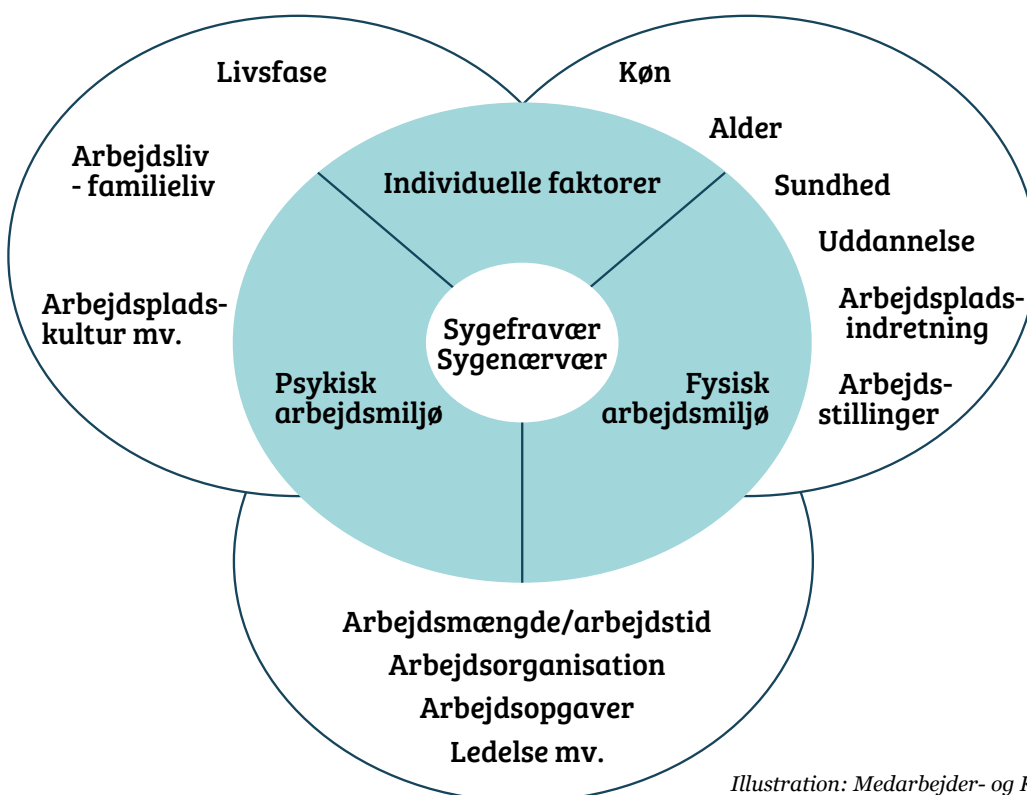 Livsfase
Køn
Alder
Arbejdsliv
- familieliv
Individuelle faktorer
Sundhed
Uddannelse
Arbejdsplads-
kultur mv.
Arbejdsplads-
indretning
Sygefravær
Sygenærvær
Psykisk
arbejdsmiljø
Fysisk
arbejdsmiljø
Arbejds-
stillinger
Arbejdsmængde/arbejdstid
Arbejdsorganisation
Arbejdsopgaver
Ledelse mv.
Illustration: Medarbejder- og